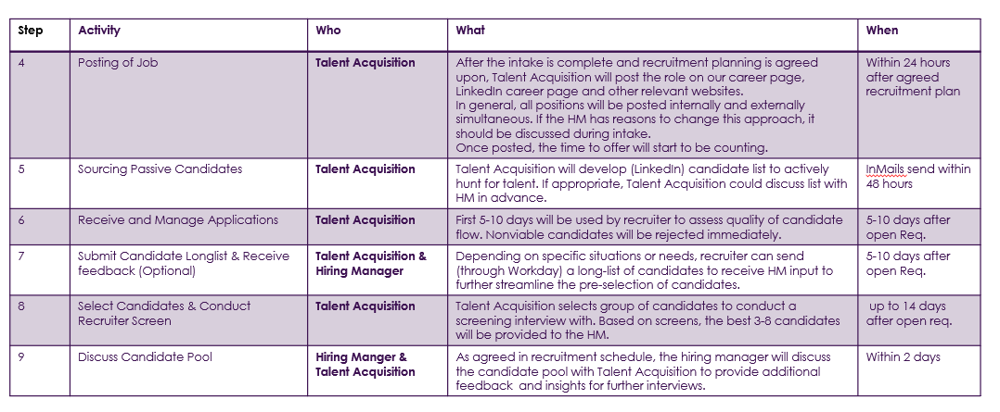 Step Activity Who What When
4 Posting of Job Talent Acquisition After the intake is complete and recruitment planning is agreed Within 24 hours
upon, Talent Acquisition will post the role on our career page, after agreed
LinkedIn career page and other relevant websites. recruitment plan
In general, all positions will be posted internally and externally
simultaneous. If the HM has reasons to change this approach, it
should be discussed during intake.
Once posted, the time to offer will start to be counting.
5 Sourcing Passive Candidates Talent Acquisition Talent Acquisition will develop (LinkedIn) candidate list to actively InMails send within
hunt for talent. If appropriate, Talent Acquisition could discuss list with 48 hours
HM in advance.
6 Receive and Manage Applications Talent Acquisition First 5-10 days will be used by recruiter to assess quality of candidate 5-10 days after
flow. Nonviable candidates will be rejected immediately. open Req.
7 Submit Candidate Longlist & Receive Talent Acquisition & Depending on specific situations or needs, recruiter can send 5-10 days after
feedback (Optional) Hiring Manager (through Workday) a long-list of candidates to receive HM input to open Req.
further streamline the pre-selection of candidates.
8 Select Candidates & Conduct Talent Acquisition Talent Acquisition selects group of candidates to conduct a up to 14 days
Recruiter Screen screening interview with. Based on screens, the best 3-8 candidates after open req.
will be provided to the HM.
9 Discuss Candidate Pool Hiring Manger & As agreed in recruitment schedule, the hiring manager will discuss Within 2 days
Talent Acquisition the candidate pool with Talent Acquisition to provide additional
feedback and insights for further interviews.